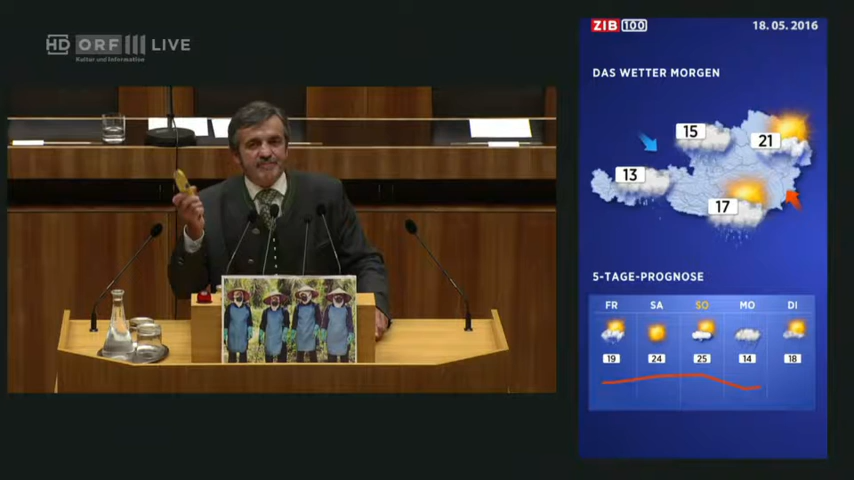 HD ORF III LIVE
Kultur und Information
ZIB 100
18.05.2016
DAS WETTER MORGEN
15
21
13
17
5-TAGE-PROGNOSE
FR SA SO MO DI
19 24 25 14 18